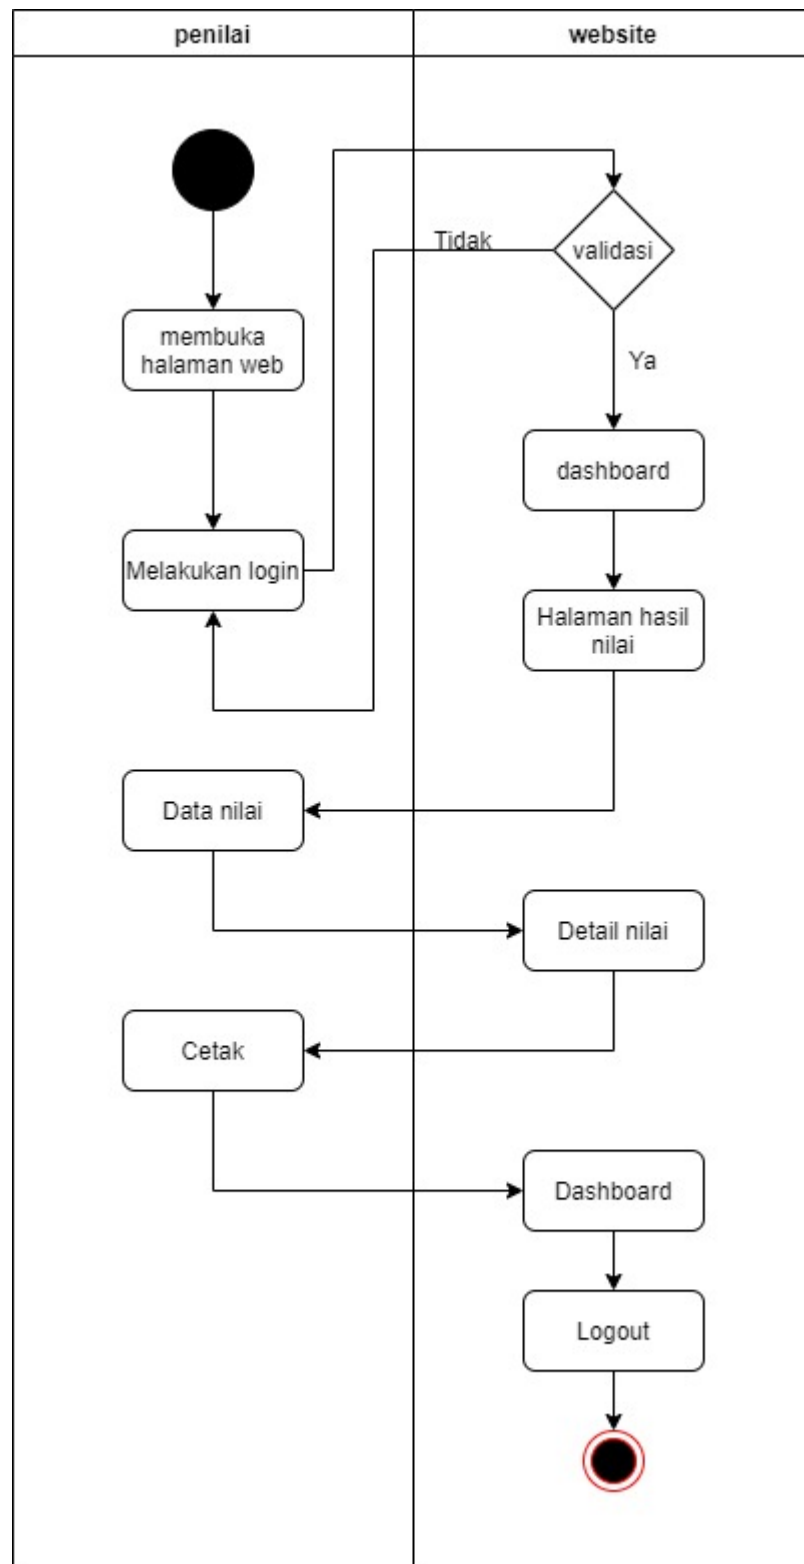 penilai
website
Tidak
validasi
membuka
halaman web
Ya
dashboard
Melakukan login
Halaman hasil
nilai
Data nilai
Detail nilai
Cetak
Dashboard
Logout